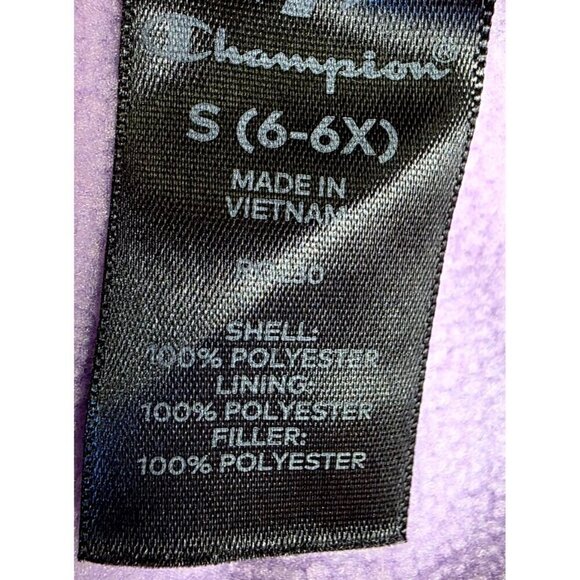 Champion®
S (6-6X)
MADE IN
VIETNAM
SHELL:
100% POLYESTER
LINING:
100% POLYESTER
FILLER:
100% POLYESTER